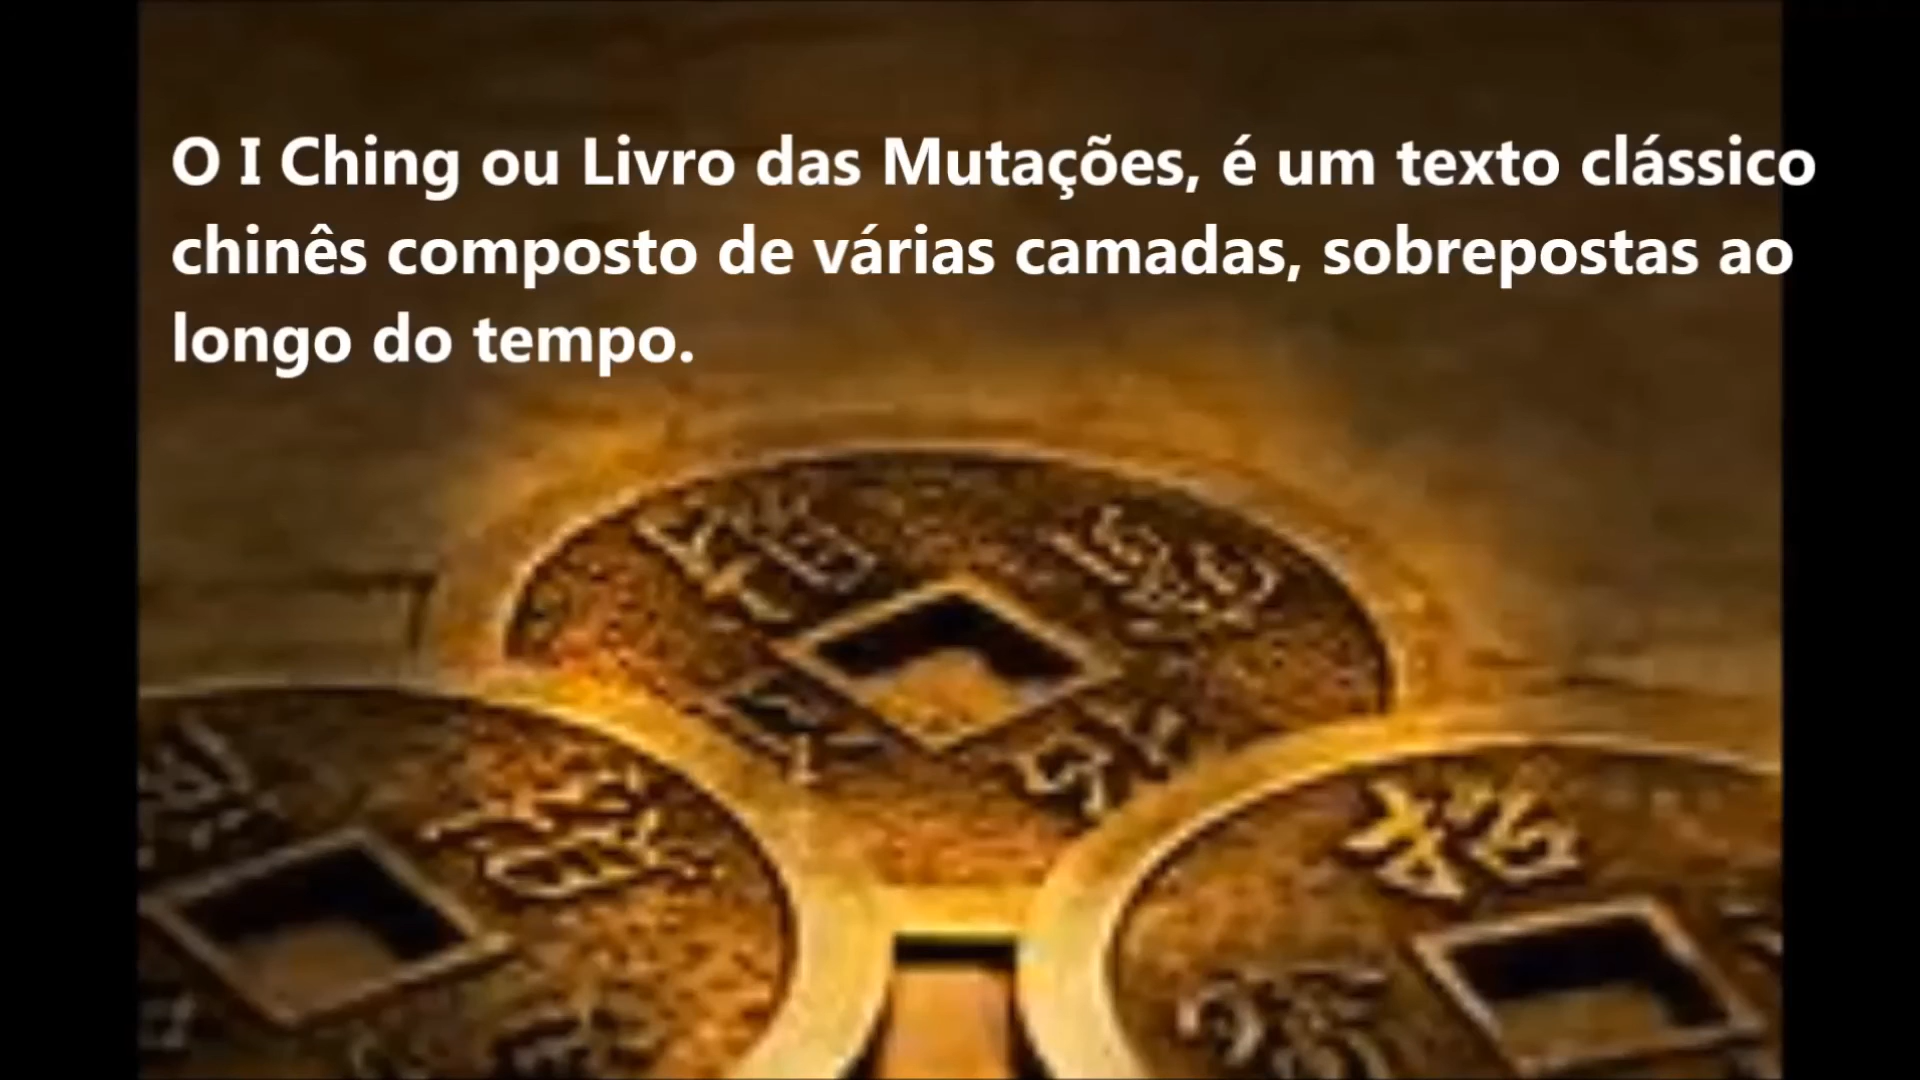 O I Ching ou Livro das Mutações, é um texto clássico
chinês composto de várias camadas, sobrepostas ao
longo do tempo.